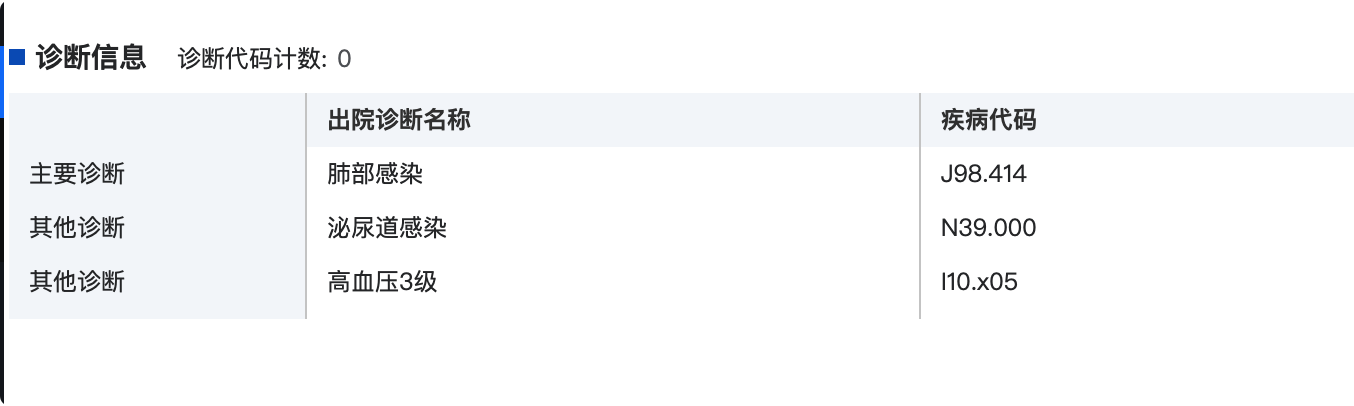 诊断信息 诊断代码计数: 0
出院诊断名称 疾病代码
主要诊断 肺部感染 J98.414
其他诊断 泌尿道感染 N39.000
其他诊断 高血压3级 I10.x05